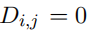 D_{i,j} = 0